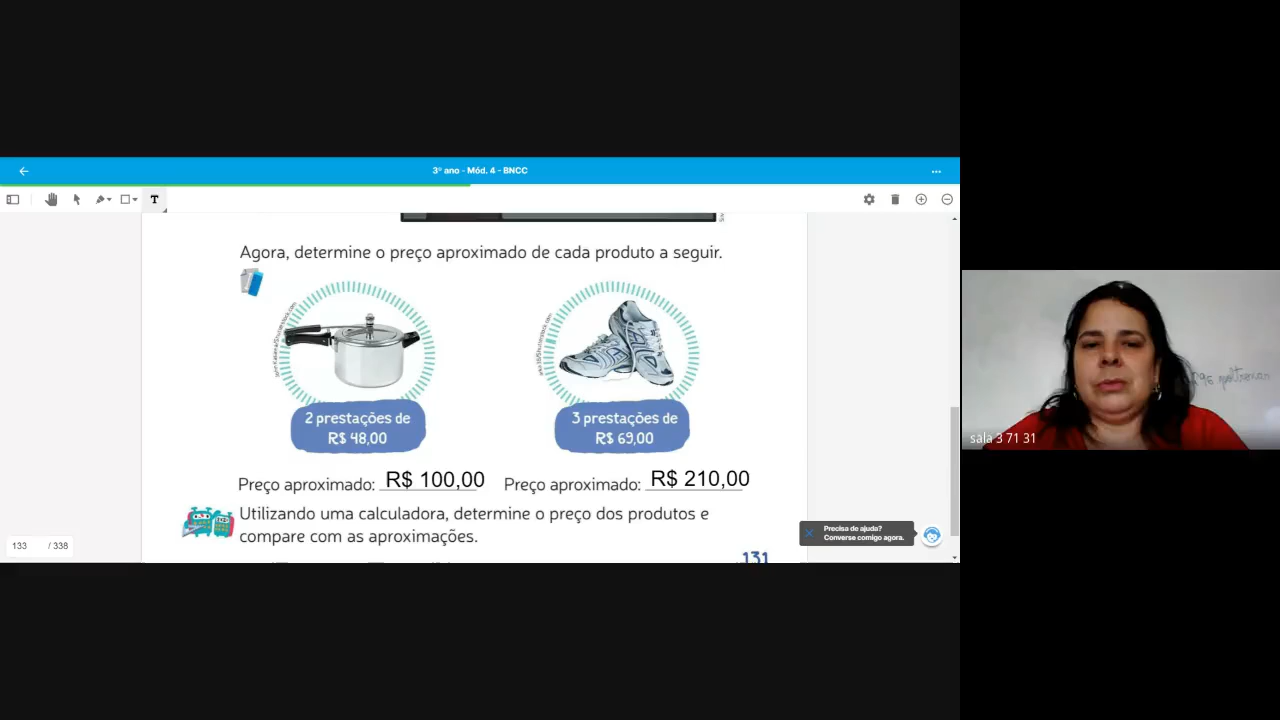 3º ano - Mód. 4 - BNCC
T
Agora, determine o preço aproximado de cada produto a seguir.
2 prestações de
R$ 48,00
3 prestações de
R$ 69,00
Preço aproximado: R$ 100,00
Preço aproximado: R$ 210,00
Utilizando uma calculadora, determine o preço dos produtos e
compare com as aproximações.
131
133 / 338
Precisa de ajuda?
Converse comigo agora.
sala 3 71 31